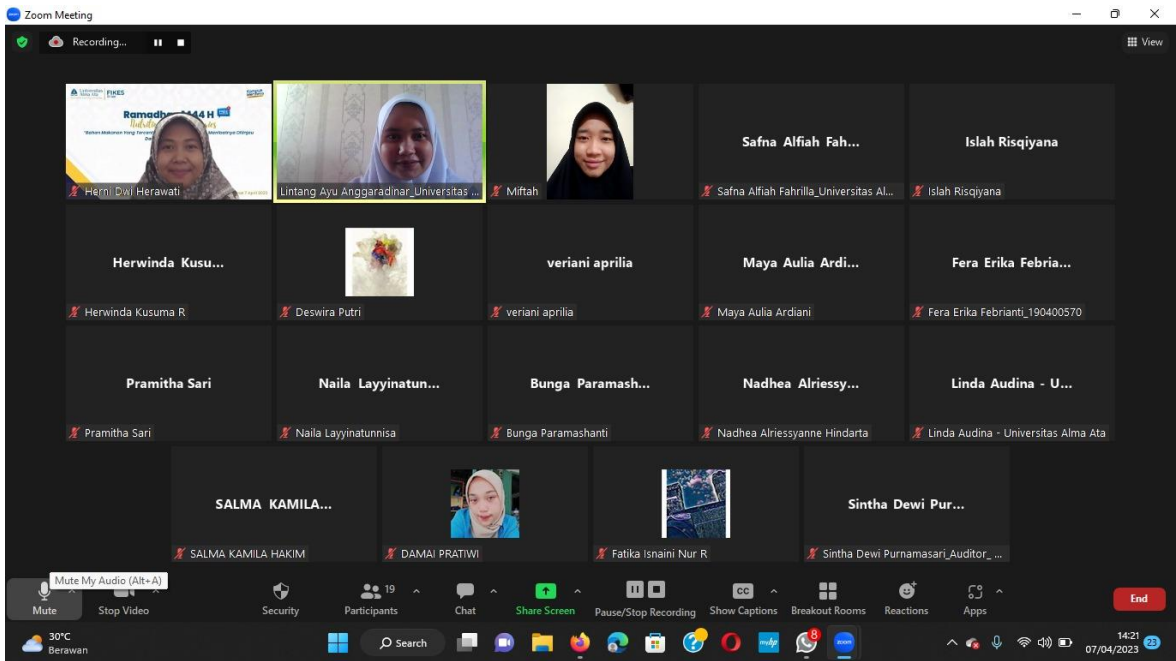 Zoom Meeting
Recording...
View
FIKES
Lintang Ayu Anggaradinar_Universitas ...
Herni Dwi Herawati
Miftah
Safna Alfiah Fah...
Safna Alfiah Fahrilla_Universitas Al...
Islah Risqiyana
Islah Risqiyana
Herwinda Kusu...
Herwinda Kusuma R
Deswira Putri
veriani aprilia
veriani aprilia
Maya Aulia Ardi...
Maya Aulia Ardiani
Fera Erika Febria...
Fera Erika Febrianti_190400570
Pramitha Sari
Pramitha Sari
Naila Layyinatun...
Naila Layyinatunnisa
Bunga Paramash...
Bunga Paramashanti
Nadhea Alriessy...
Nadhea Alriessyanne Hindarta
Linda Audina - U...
Linda Audina - Universitas Alma Ata
SALMA KAMILA...
SALMA KAMILA HAKIM
DAMAI PRATIWI
Fatika Isnaini Nur R
Sintha Dewi Pur...
Sintha Dewi Purnamasari_Auditor_ ...
Mute My Audio (Alt+A)
Mute
Stop Video
Security
19
Participants
Chat
Share Screen
Pause/Stop Recording
CC
Show Captions
Breakout Rooms
Reactions
Apps
End
30°C
Berawan
Search
myhp
8
zoom
14:21
07/04/2023
23